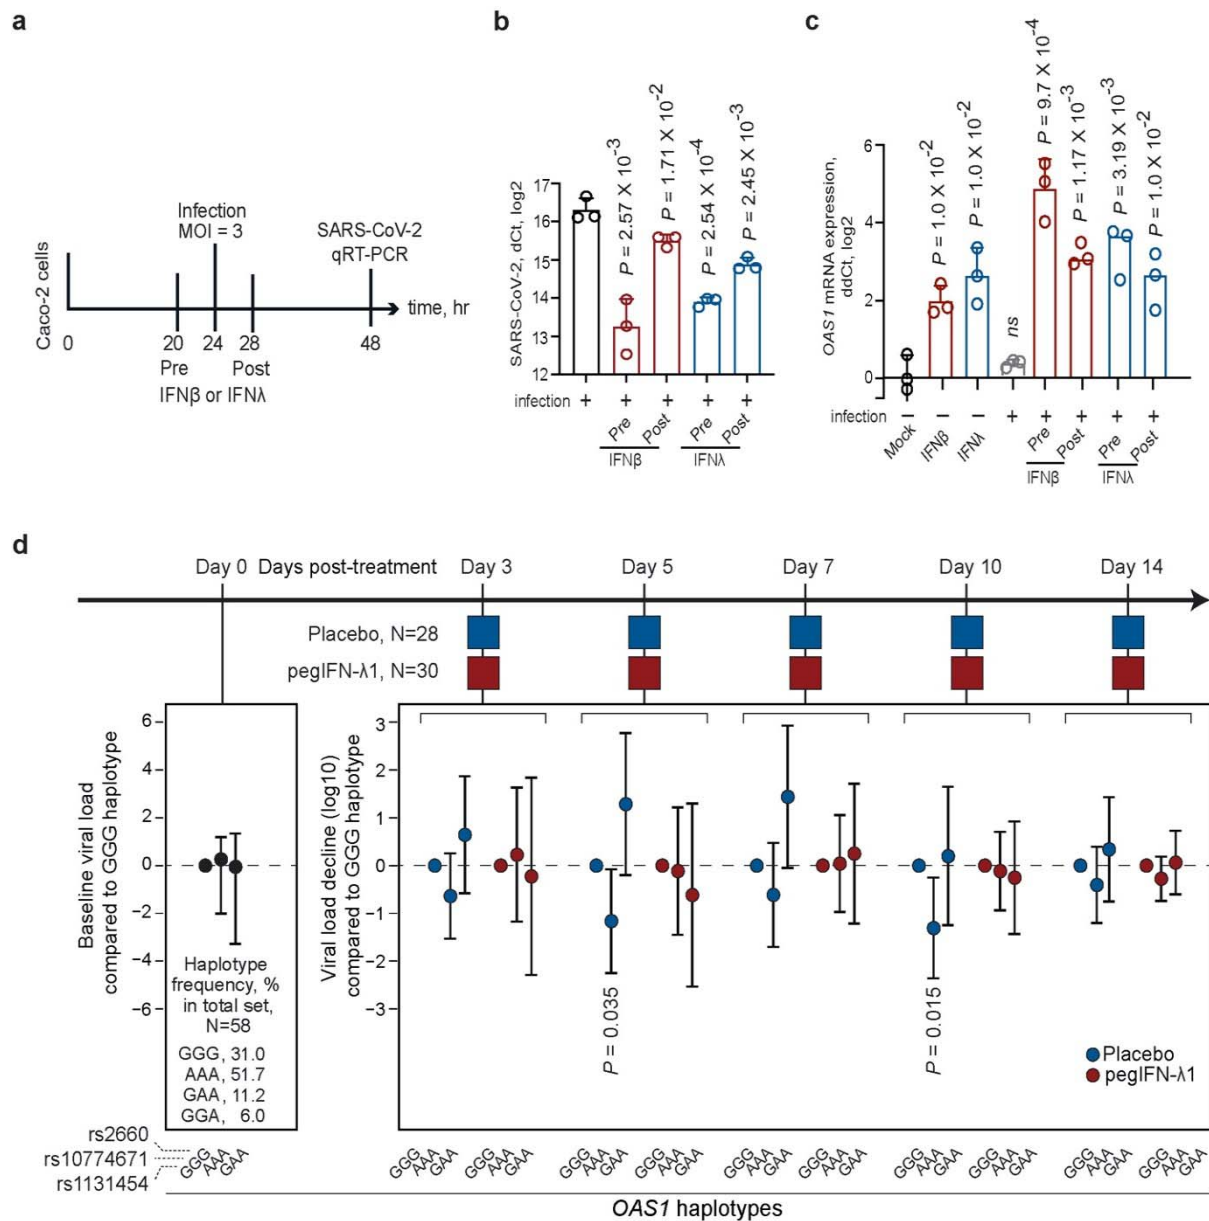 a
Caco-2 cells
Infection
MOI = 3
SARS-CoV-2
qRT-PCR
time, hr
0
20
24
28
48
Pre
Post
IFNβ or IFNλ
b
SARS-CoV-2, dCt, log2
17
16
15
14
13
12
P = 2.57 X 10-3
P = 1.71 X 10-2
P = 2.54 X 10-4
P = 2.45 X 10-3
infection + + + + +
Pre Post Pre Post
IFNβ IFNλ
c
OAS1 mRNA expression,
ddCt, log2
6
4
2
0
P = 1.0 X 10-2
P = 1.0 X 10-2
ns
P = 9.7 X 10-4
P = 1.17 X 10-3
P = 3.19 X 10-3
P = 1.0 X 10-2
infection − − − + + + + +
Mock IFNβ IFNλ Pre Post Pre Post
IFNβ IFNλ
d
Day 0 Days post-treatment Day 3 Day 5 Day 7 Day 10 Day 14
Placebo, N=28
pegIFN-λ1, N=30
Baseline viral load
compared to GGG haplotype
6
4
2
0
−2
−4
−6
Haplotype
frequency, %
in total set,
N=58
GGG, 31.0
AAA, 51.7
GAA, 11.2
GGA, 6.0
Viral load decline (log10)
compared to GGG haplotype
3
2
1
0
−1
−2
−3
P = 0.035
P = 0.015
Placebo
pegIFN-λ1
rs2660
rs10774671
rs1131454
GGG AAA GAA
GGG AAA GAA GGG AAA GAA GGG AAA GAA GGG AAA GAA GGG AAA GAA GGG AAA GAA GGG AAA GAA GGG AAA GAA GGG AAA GAA GGG AAA GAA
OAS1 haplotypes